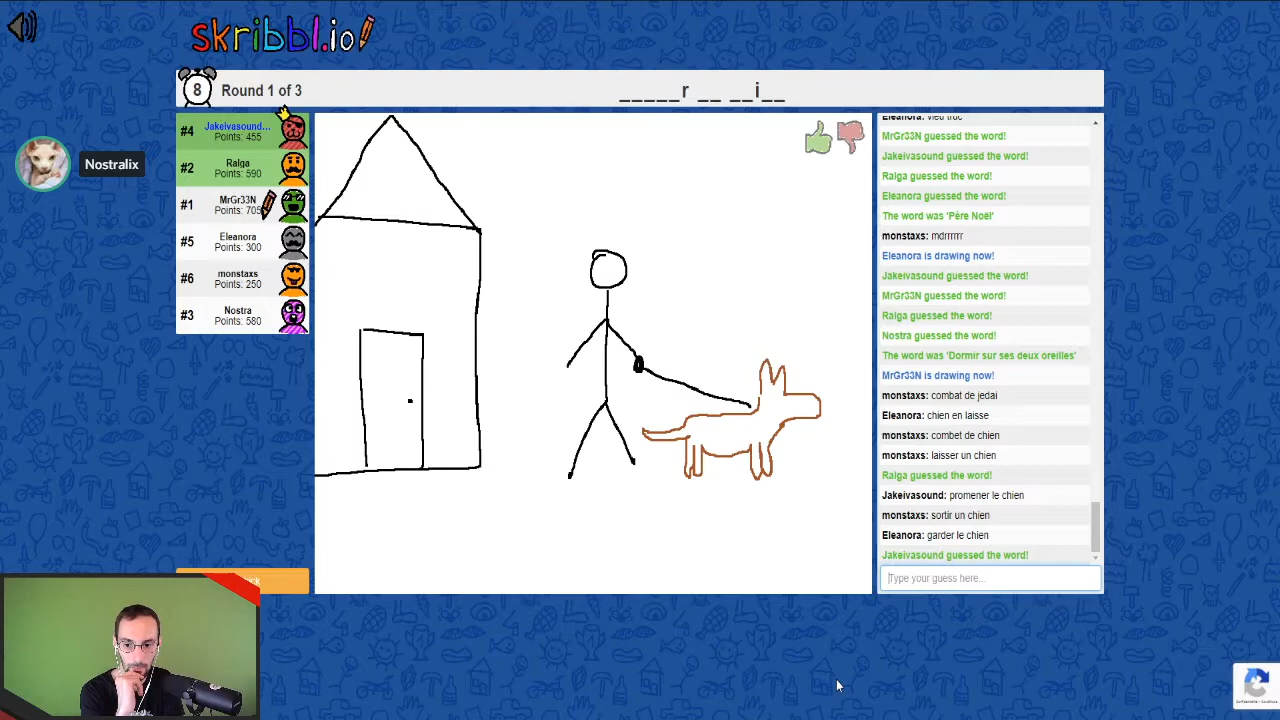 skribbl.io
8
Round 1 of 3
_____r __ __i__
#4
Jakeivasound...
Points: 455
#2
Ralga
Points: 590
#1
MrGr33N
Points: 705
#5
Eleanora
Points: 300
#6
monstaxs
Points: 250
#3
Nostra
Points: 580
Nostralix
MrGr33N guessed the word!
Jakeivasound guessed the word!
Ralga guessed the word!
Eleanora guessed the word!
The word was 'Père Noël'
monstaxs: mdrrrrrr
Eleanora is drawing now!
Jakeivasound guessed the word!
MrGr33N guessed the word!
Ralga guessed the word!
Nostra guessed the word!
The word was 'Dormir sur ses deux oreilles'
MrGr33N is drawing now!
monstaxs: combat de jedai
Eleanora: chien en laisse
monstaxs: combet de chien
monstaxs: laisser un chien
Ralga guessed the word!
Jakeivasound: promener le chien
monstaxs: sortir un chien
Eleanora: garder le chien
Jakeivasound guessed the word!
Type your guess here...